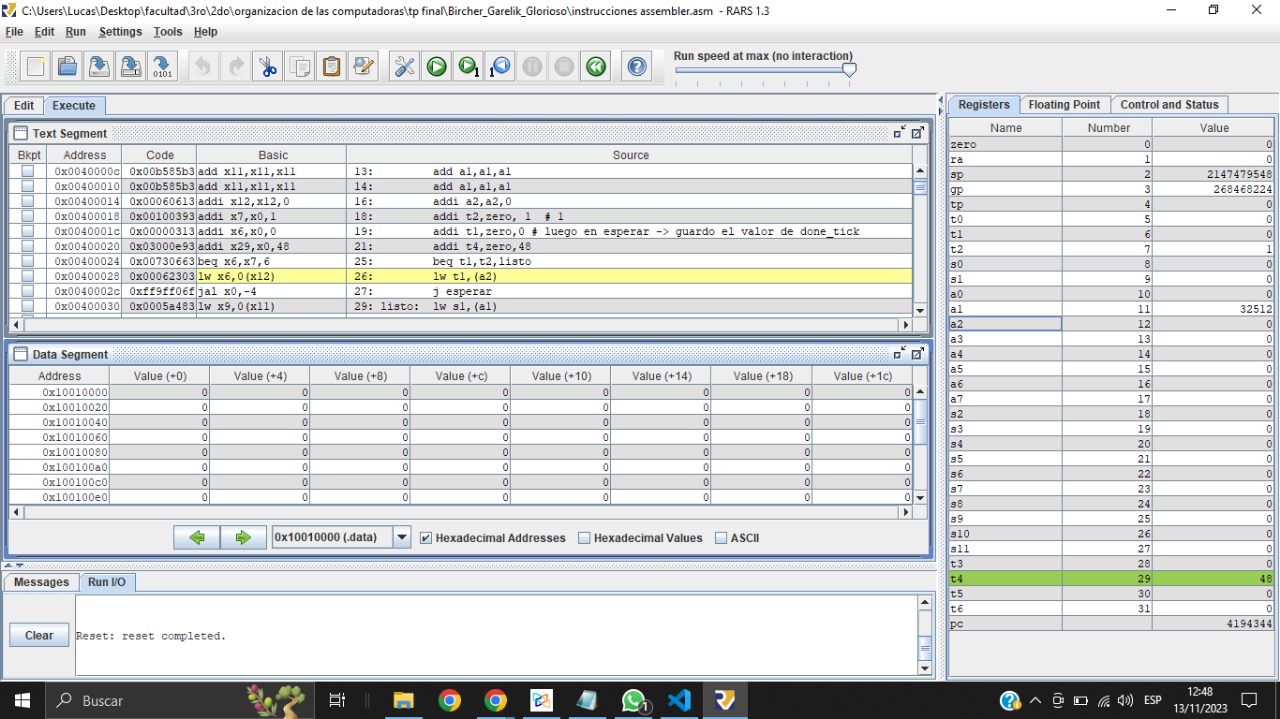 C:\Users\Lucas\Desktop\facultad\3ro\2do\organizacion de las computadoras\tp final\Bircher_Garelik_Glorioso\instrucciones assembler.asm - RARS 1.3
File Edit Run Settings Tools Help
Run speed at max (no interaction)
Edit Execute
Text Segment
Bkpt Address Code Basic Source
0x0040000c 0x00b585b3 add x11,x11,x11 13: add a1,a1,a1
0x00400010 0x00b585b3 add x11,x11,x11 14: add a1,a1,a1
0x00400014 0x00060613 addi x12,x12,0 16: addi a2,a2,0
0x00400018 0x00100393 addi x7,x0,1 18: addi t2,zero, 1 # 1
0x0040001c 0x00000313 addi x6,x0,0 19: addi t1,zero,0 # luego en esperar -> guardo el valor de done_tick
0x00400020 0x03000e93 addi x29,x0,48 21: addi t4,zero,48
0x00400024 0x00730663 beq x6,x7,6 25: beq t1,t2,listo
0x00400028 0x00062303 lw x6,0(x12) 26: lw t1,(a2)
0x0040002c 0xff9ff06f jal x0,-4 27: j esperar
0x00400030 0x0005a483 lw x9,0(x11) 29: listo: lw s1,(a1)
Data Segment
Address Value (+0) Value (+4) Value (+8) Value (+c) Value (+10) Value (+14) Value (+18) Value (+1c)
0x10010000 0 0 0 0 0 0 0 0
0x10010020 0 0 0 0 0 0 0 0
0x10010040 0 0 0 0 0 0 0 0
0x10010060 0 0 0 0 0 0 0 0
0x10010080 0 0 0 0 0 0 0 0
0x100100a0 0 0 0 0 0 0 0 0
0x100100c0 0 0 0 0 0 0 0 0
0x100100e0 0 0 0 0 0 0 0 0
0x10010000 (.data) Hexadecimal Addresses Hexadecimal Values ASCII
Messages Run I/O
Clear
Reset: reset completed.
Registers Floating Point Control and Status
Name Number Value
zero 0 0
ra 1 0
sp 2 2147479548
gp 3 268468224
tp 4 0
t0 5 0
t1 6 0
t2 7 1
s0 8 0
s1 9 0
a0 10 0
a1 11 32512
a2 12 0
a3 13 0
a4 14 0
a5 15 0
a6 16 0
a7 17 0
s2 18 0
s3 19 0
s4 20 0
s5 21 0
s6 22 0
s7 23 0
s8 24 0
s9 25 0
s10 26 0
s11 27 0
t3 28 0
t4 29 48
t5 30 0
t6 31 0
pc 4194344
Buscar
ESP
12:48
13/11/2023